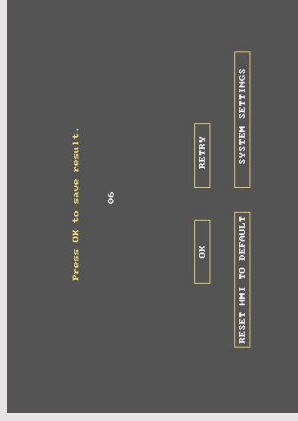 Press OK to save result.
06
OK
RETRY
RESET HMI TO DEFAULT
SYSTEM SETTINGS